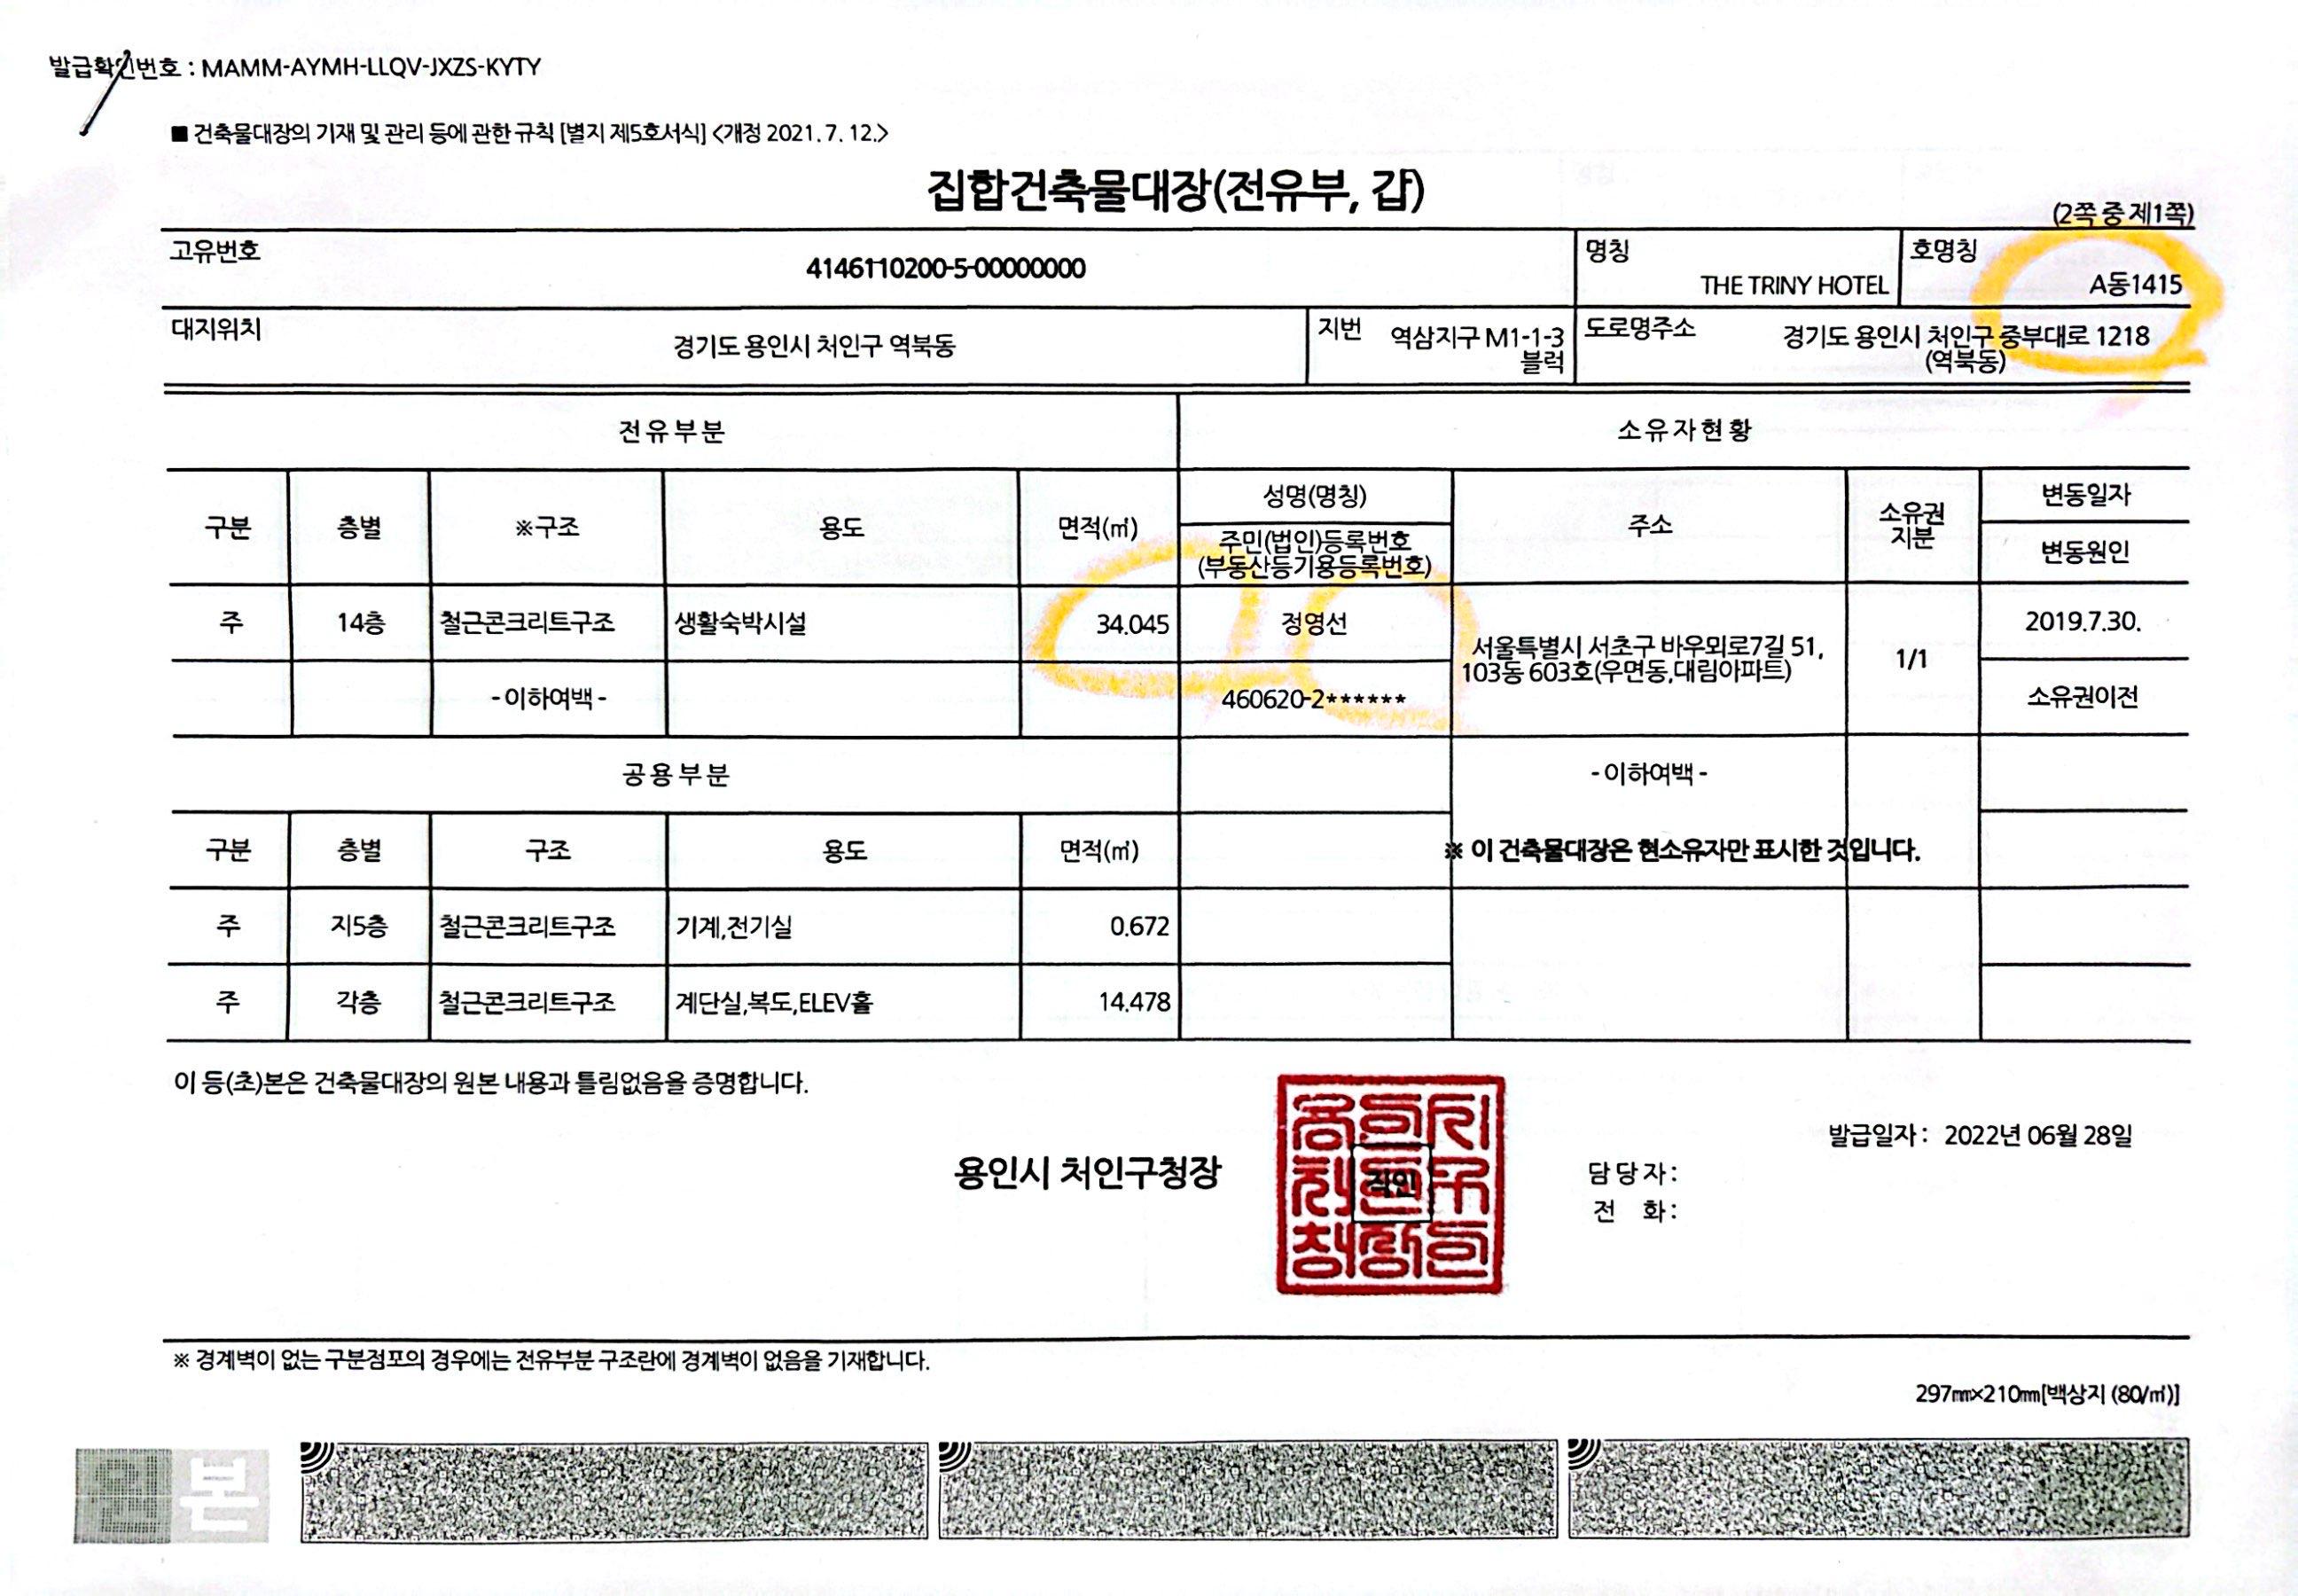 발급확인번호 : MAMM-AYMH-LLQV-JXZS-KYTY
■ 건축물대장의 기재 및 관리 등에 관한 규칙 [별지 제5호서식] <개정 2021. 7. 12.>
집합건축물대장(전유부, 갑)
(2쪽 중 제1쪽)
고유번호
4146110200-5-00000000
명칭
THE TRINY HOTEL
호명칭
A동1415
대지위치
경기도 용인시 처인구 역북동
지번
역삼지구 M1-1-3
블럭
도로명주소
경기도 용인시 처인구 중부대로 1218
(역북동)
전유부분
소유자현황
구분 층별 ※구조 용도 면적(㎡)
성명(명칭)
주민(법인)등록번호
(부동산등기용등록번호)
주소
소유권
지분
변동일자
변동원인
주 14층 철근콘크리트구조 생활숙박시설 34.045
정영선
460620-2******
서울특별시 서초구 바우뫼로7길 51,
103동 603호(우면동,대림아파트)
1/1
2019.7.30.
소유권이전
- 이하여백 -
공용부분
- 이하여백 -
구분 층별 구조 용도 면적(㎡)
※ 이 건축물대장은 현소유자만 표시한 것입니다.
주 지5층 철근콘크리트구조 기계,전기실 0.672
주 각층 철근콘크리트구조 계단실,복도,ELEV홀 14.478
이 등(초)본은 건축물대장의 원본 내용과 틀림없음을 증명합니다.
발급일자 : 2022년 06월 28일
용인시 처인구청장
직인
담당자 :
전 화 :
※ 경계벽이 없는 구분점포의 경우에는 전유부분 구조란에 경계벽이 없음을 기재합니다.
297㎜×210㎜[백상지 (80/㎡)]
원본